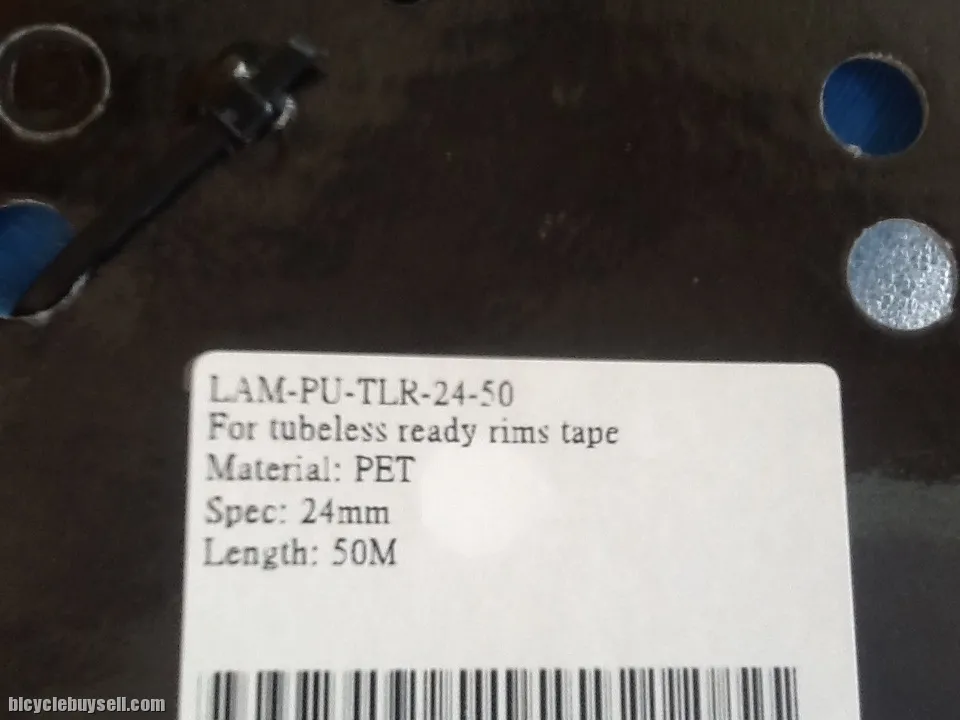 LAM-PU-TLR-24-50
For tubeless ready rims tape
Material: PET
Spec: 24mm
Length: 50M
bicyclebuysell.com